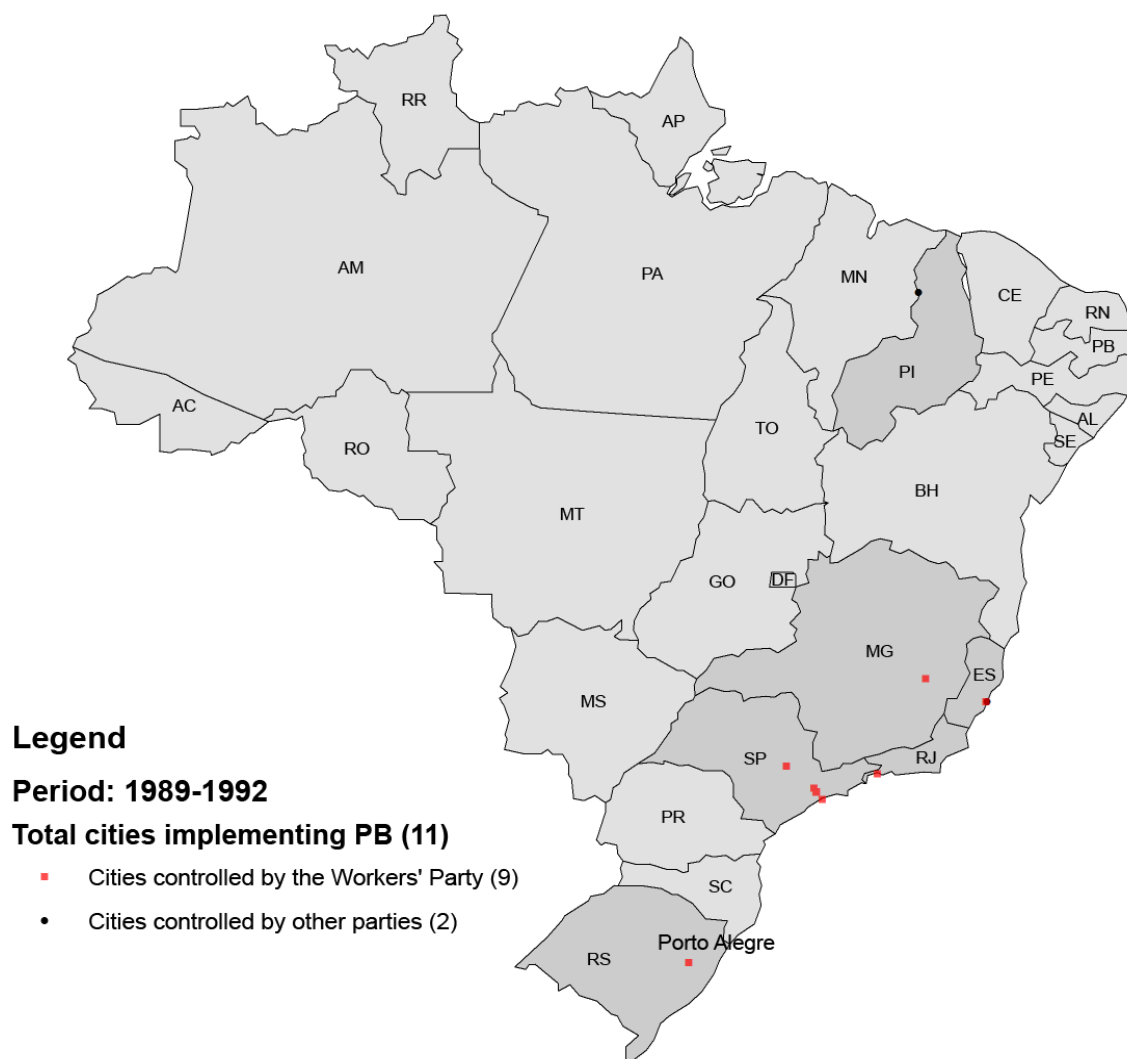 RR
AP
AM
PA
MN
CE
RN
PB
PI
PE
AC
AL
TO
SE
RO
BH
MT
GO
DF
MG
ES
MS
SP
RJ
Legend
Period: 1989-1992
PR
Total cities implementing PB (11)
Cities controlled by the Workers' Party (9)
SC
Cities controlled by other parties (2)
Porto Alegre
RS